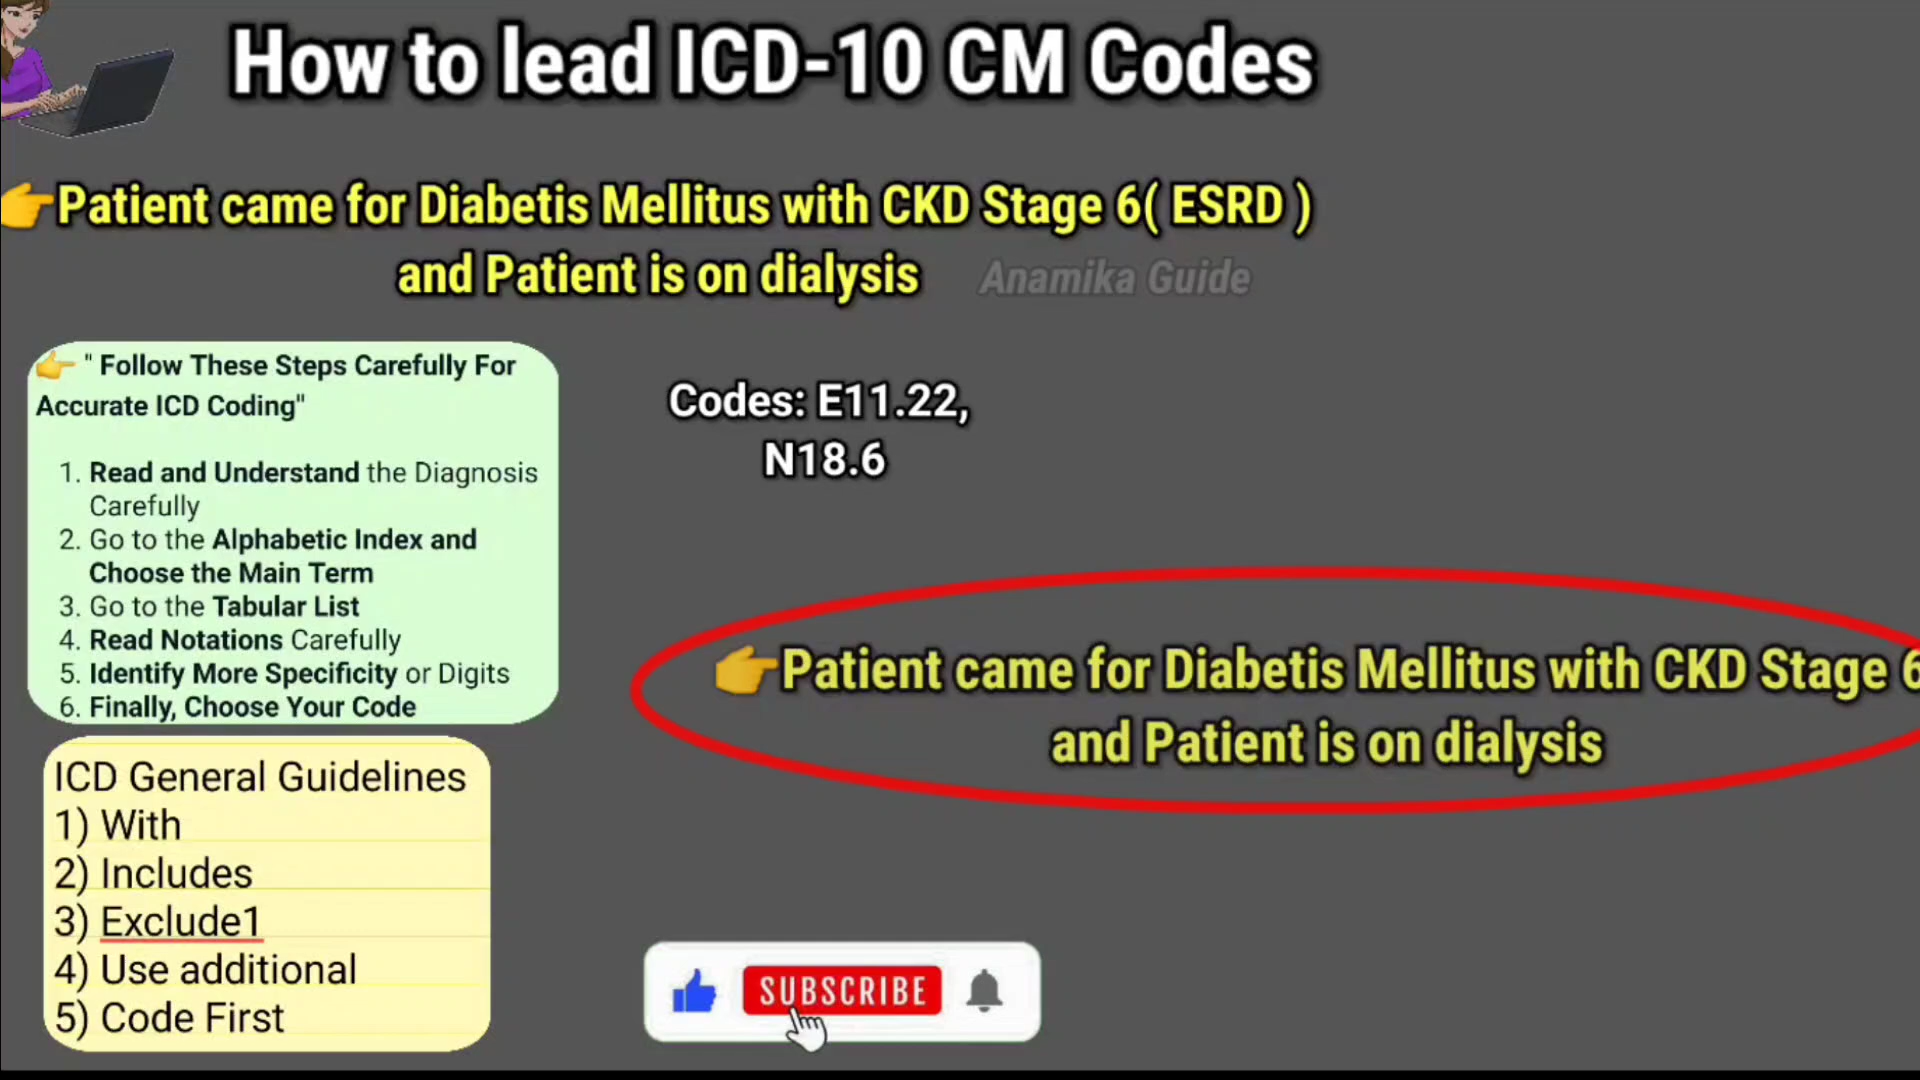 How to lead ICD-10 CM Codes
👉Patient came for Diabetis Mellitus with CKD Stage 6( ESRD )
and Patient is on dialysis
Anamika Guide
👉 " Follow These Steps Carefully For
Accurate ICD Coding"
1. Read and Understand the Diagnosis
Carefully
2. Go to the Alphabetic Index and
Choose the Main Term
3. Go to the Tabular List
4. Read Notations Carefully
5. Identify More Specificity or Digits
6. Finally, Choose Your Code
Codes: E11.22,
N18.6
👉Patient came for Diabetis Mellitus with CKD Stage 6
and Patient is on dialysis
ICD General Guidelines
1) With
2) Includes
3) Exclude1
4) Use additional
5) Code First
SUBSCRIBE